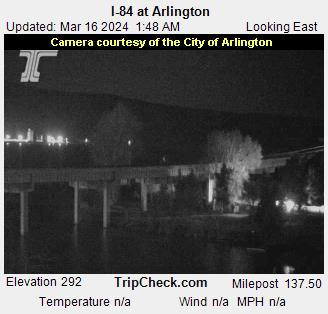 I-84 at Arlington
Updated: Mar 16 2024 1:48 AM Looking East
Camera courtesy of the City of Arlington
Elevation 292 TripCheck.com Milepost 137.50
Temperature n/a Wind n/a MPH n/a